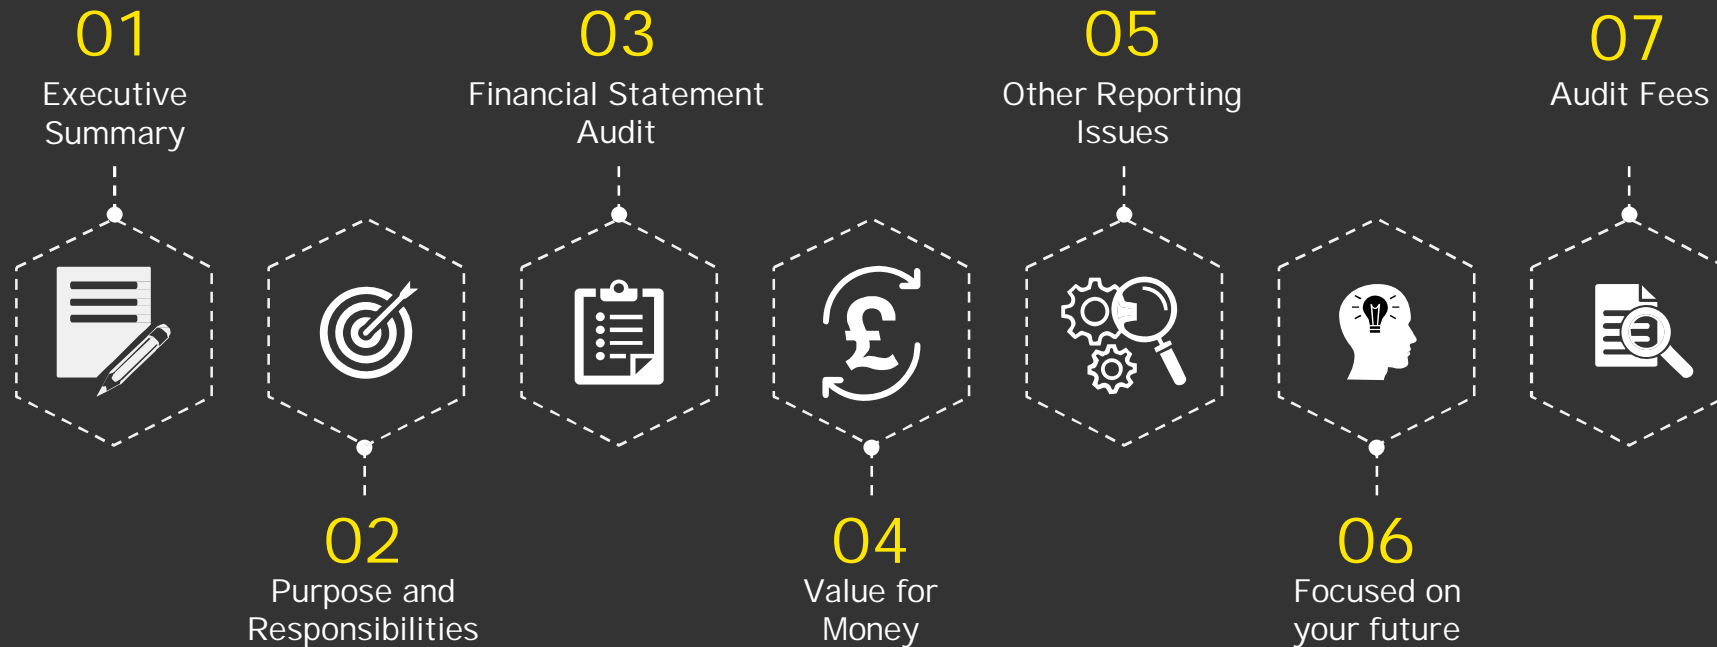 01
Executive
Summary
02
Purpose and
Responsibilities
03
Financial Statement
Audit
04
Value for
Money
05
Other Reporting
Issues
06
Focused on
your future
07
Audit Fees